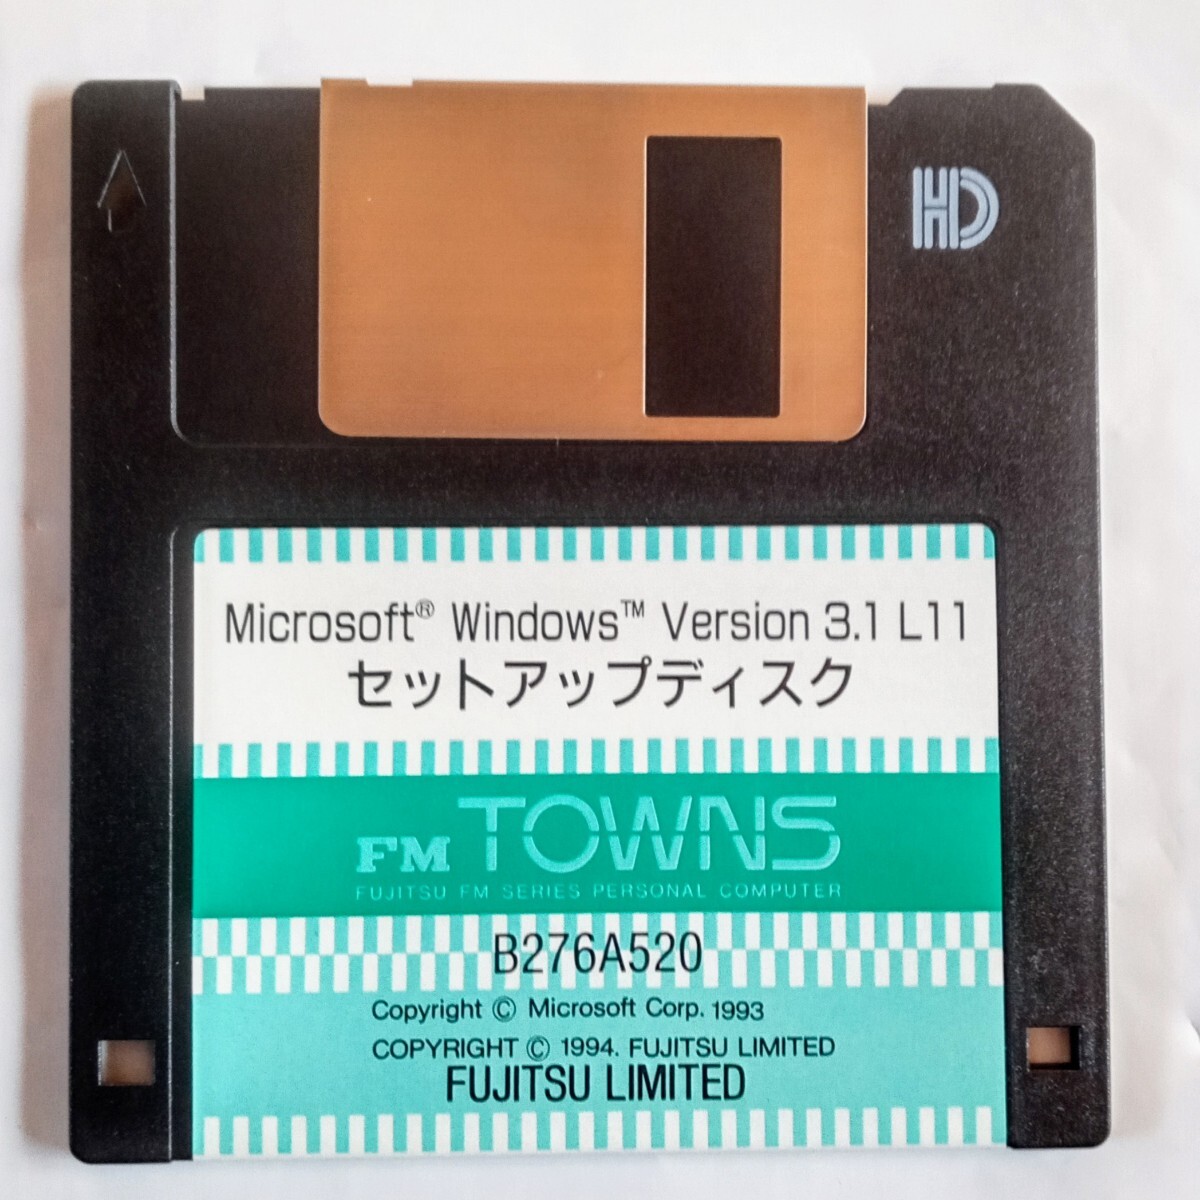 HD
Microsoft® Windows™ Version 3.1 L11
セットアップディスク
FM TOWNS
FUJITSU FM SERIES PERSONAL COMPUTER
B276A520
Copyright © Microsoft Corp. 1993
COPYRIGHT © 1994. FUJITSU LIMITED
FUJITSU LIMITED